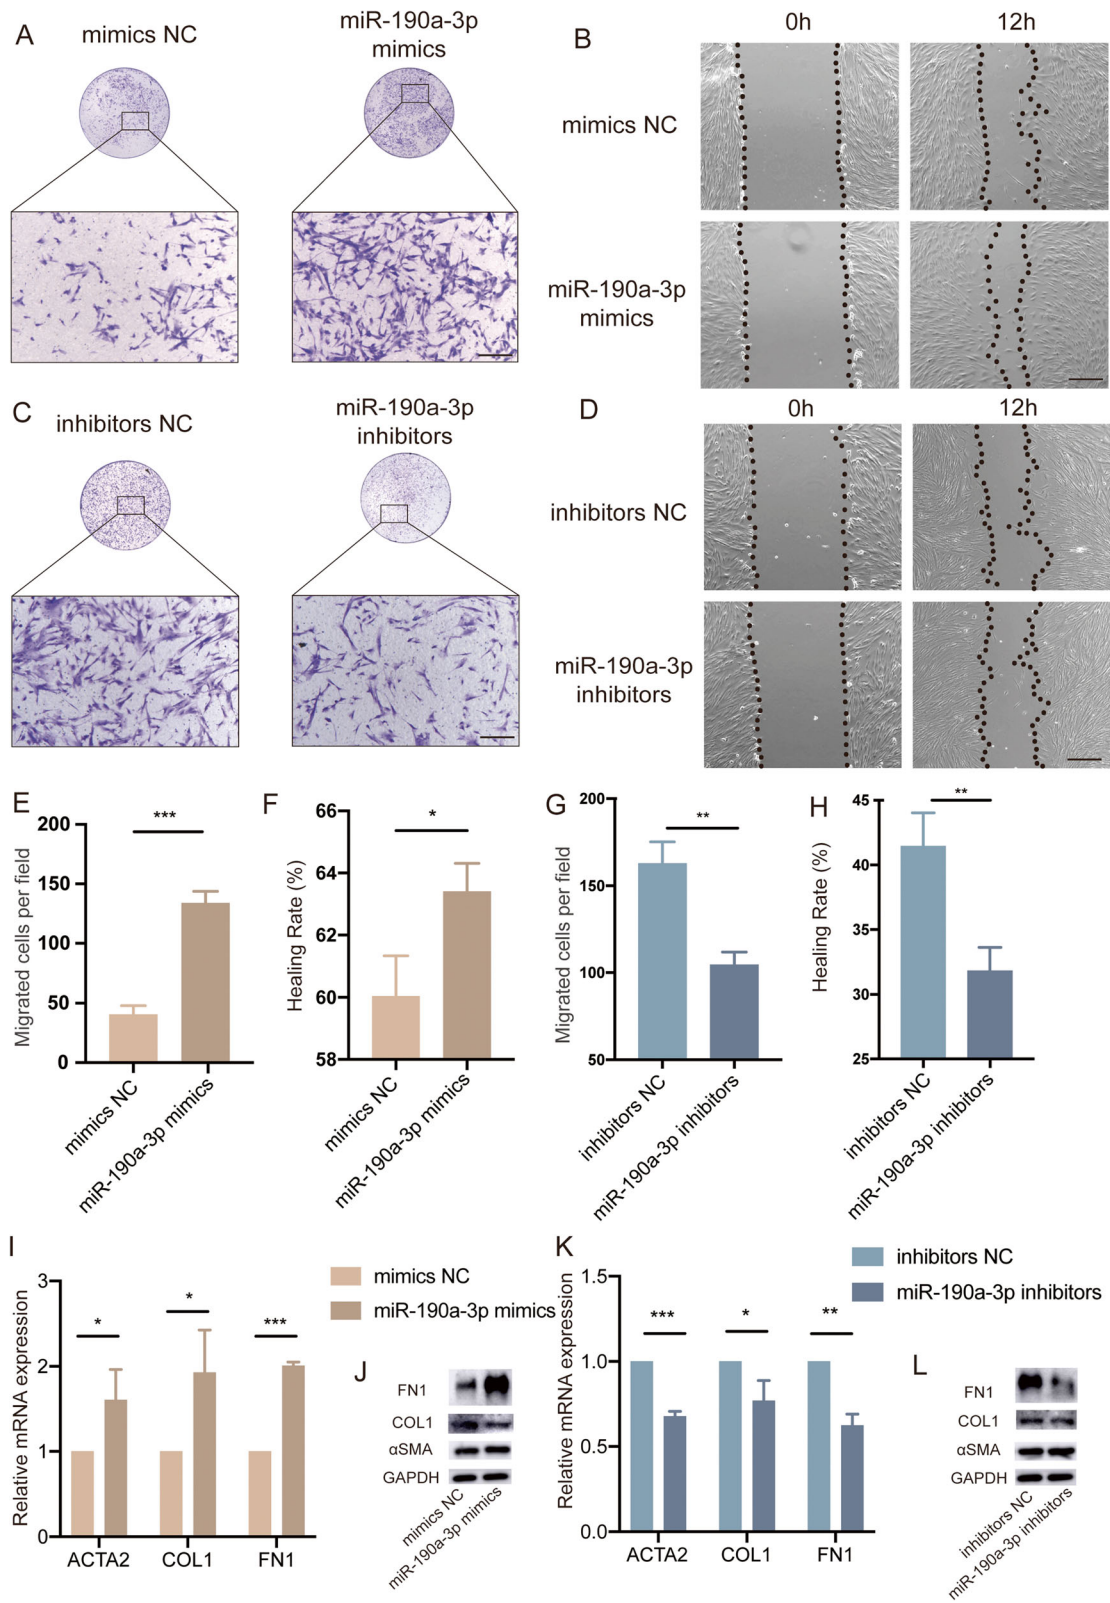 A
mimics NC
miR-190a-3p
mimics
B
0h
12h
mimics NC
miR-190a-3p
mimics
C
inhibitors NC
miR-190a-3p
inhibitors
D
0h
12h
inhibitors NC
miR-190a-3p
inhibitors
E
Migrated cells per field
200
150
100
50
0
***
mimics NC
miR-190a-3p mimics
F
Healing Rate (%)
66
64
62
60
58
*
mimics NC
miR-190a-3p mimics
G
Migrated cells per field
200
150
100
50
**
inhibitors NC
miR-190a-3p inhibitors
H
Healing Rate (%)
45
40
31
30
25
**
inhibitors NC
miR-190a-3p inhibitors
I
mimics NC
miR-190a-3p mimics
Relative mRNA expression
3
2
1
0
*
*
***
ACTA2
COL1
FN1
J
FN1
COL1
αSMA
GAPDH
mimics NC
miR-190a-3p mimics
K
inhibitors NC
miR-190a-3p inhibitors
Relative mRNA expression
1.5
1.0
0.5
0.0
***
*
**
ACTA2
COL1
FN1
L
FN1
COL1
αSMA
GAPDH
inhibitors NC
miR-190a-3p inhibitors